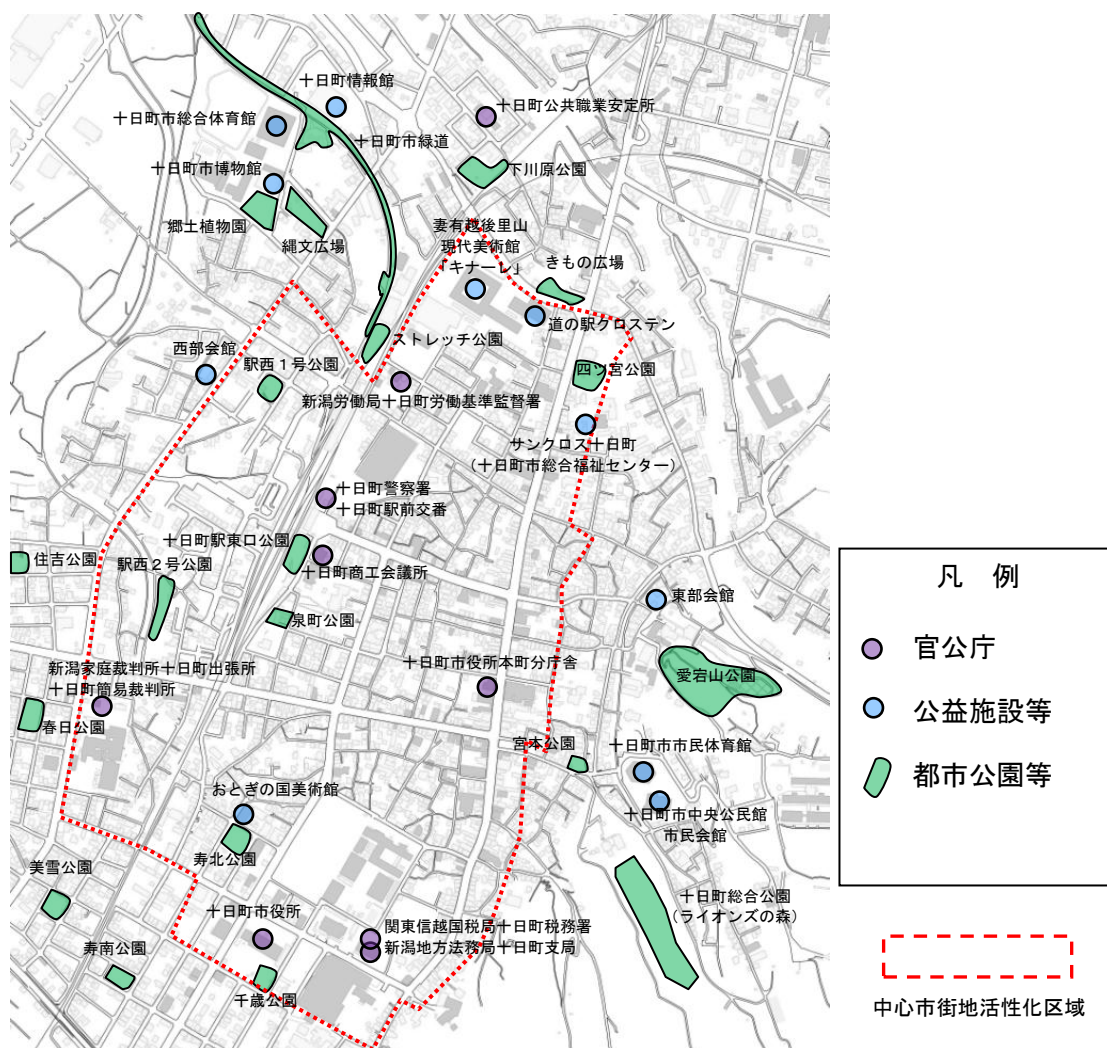 十日町情報館
十日町公共職業安定所
十日町市総合体育館
十日町市緑道
十日町市博物館
下川原公園
郷土植物園
縄文広場
妻有越後里山
現代美術館
「キナーレ」
きもの広場
道の駅クロステン
ストレッチ公園
西部会館
駅西１号公園
四ツ宮公園
新潟労働局十日町労働基準監督署
サンクロス十日町
（十日町市総合福祉センター）
十日町警察署
十日町駅前交番
十日町駅東口公園
住吉公園
駅西２号公園
十日町商工会議所
東部会館
泉町公園
新潟家庭裁判所十日町出張所
十日町簡易裁判所
十日町市役所本町分庁舎
愛宕山公園
春日公園
宮本公園
十日町市市民体育館
おとぎの国美術館
十日町市中央公民館
市民会館
寿北公園
美雪公園
十日町総合公園
（ライオンズの森）
十日町市役所
関東信越国税局十日町税務署
新潟地方法務局十日町支局
寿南公園
千歳公園
凡　例
官公庁
公益施設等
都市公園等
中心市街地活性化区域